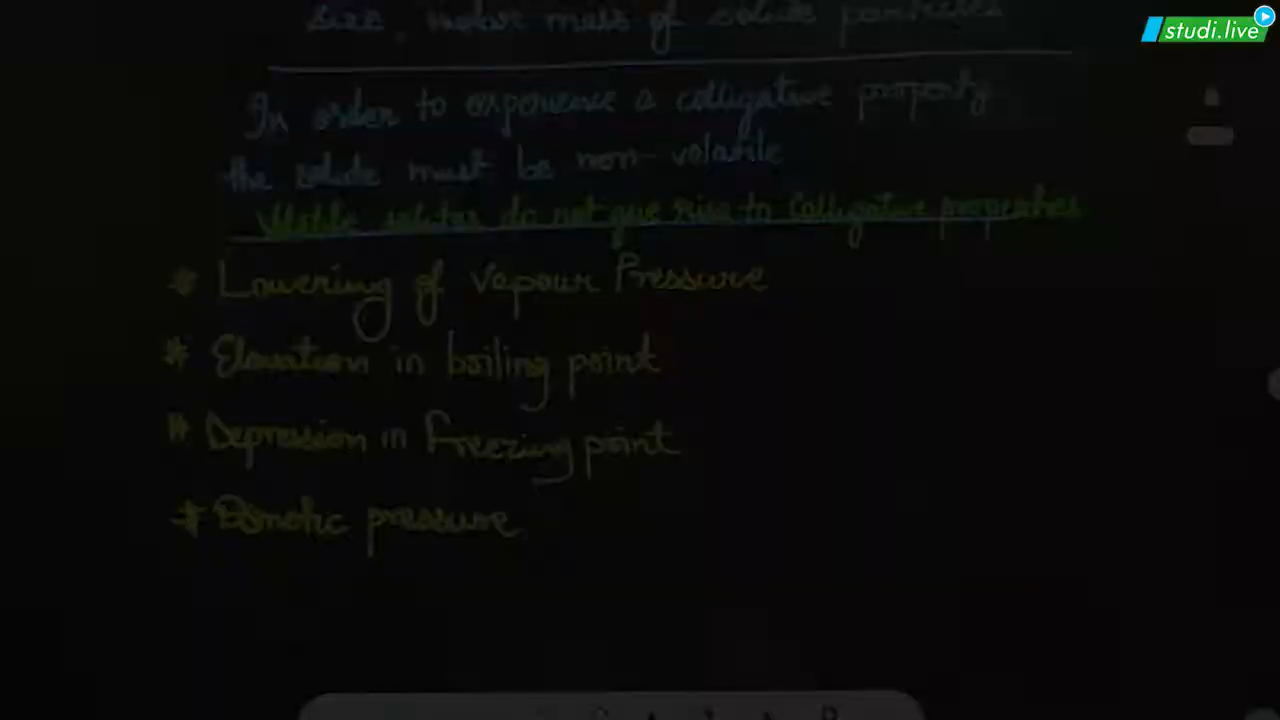 studi.live
size, molar mass of solute particles
In order to experience a colligative property
the solute must be non-volatile
Volatile solutes do not give rise to colligative properties
* Lowering of Vapour Pressure
* Elevation in boiling point
* Depression in Freezing point
* Osmotic pressure